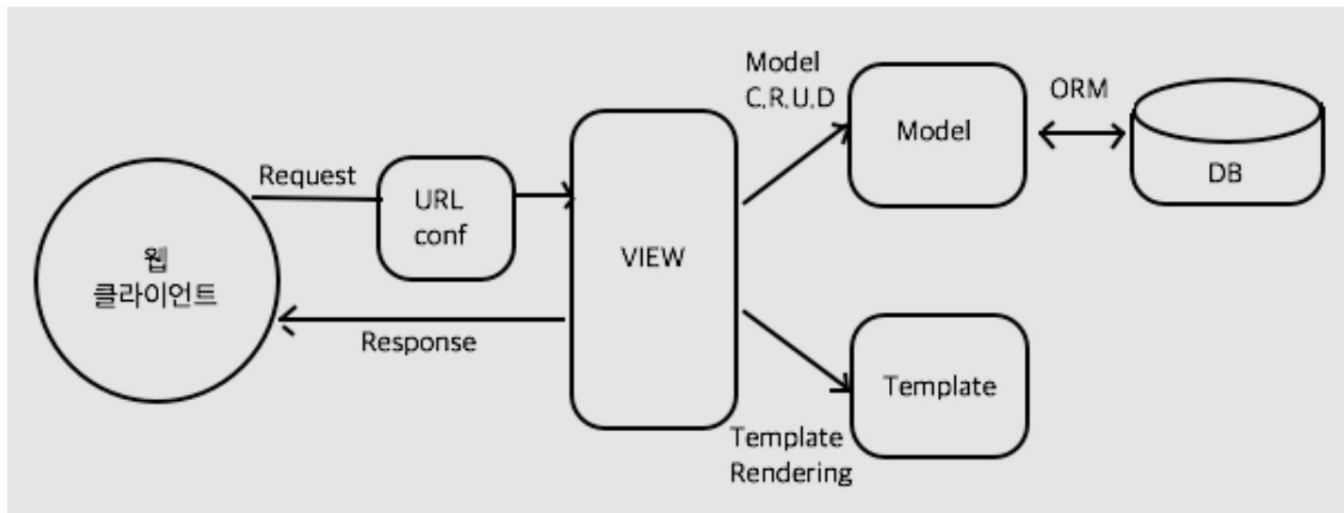 Model
C.R.U.D
ORM
Model
DB
Request
URL
conf
VIEW
웹
클라이언트
Response
Template
Template
Rendering